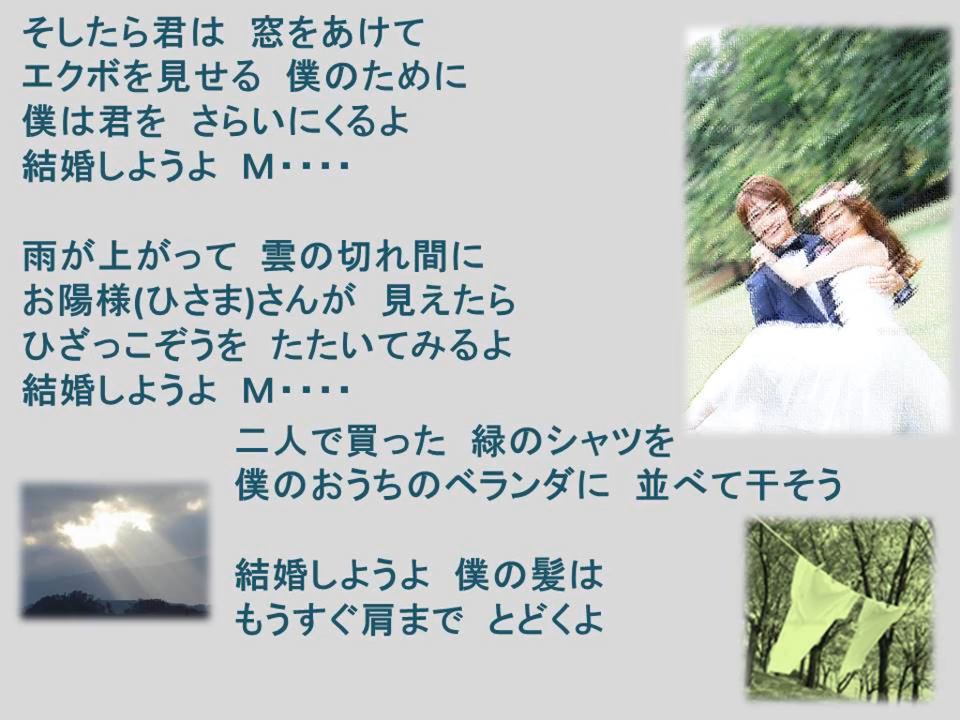 そしたら君は　窓をあけて
エクボを見せる　僕のために
僕は君を　さらいにくるよ
結婚しようよ　M・・・・
雨が上がって　雲の切れ間に
お陽様(ひさま)さんが　見えたら
ひざっこぞうを　たたいてみるよ
結婚しようよ　M・・・・
二人で買った　緑のシャツを
僕のおうちのベランダに　並べて干そう
結婚しようよ　僕の髪は
もうすぐ肩まで　とどくよ